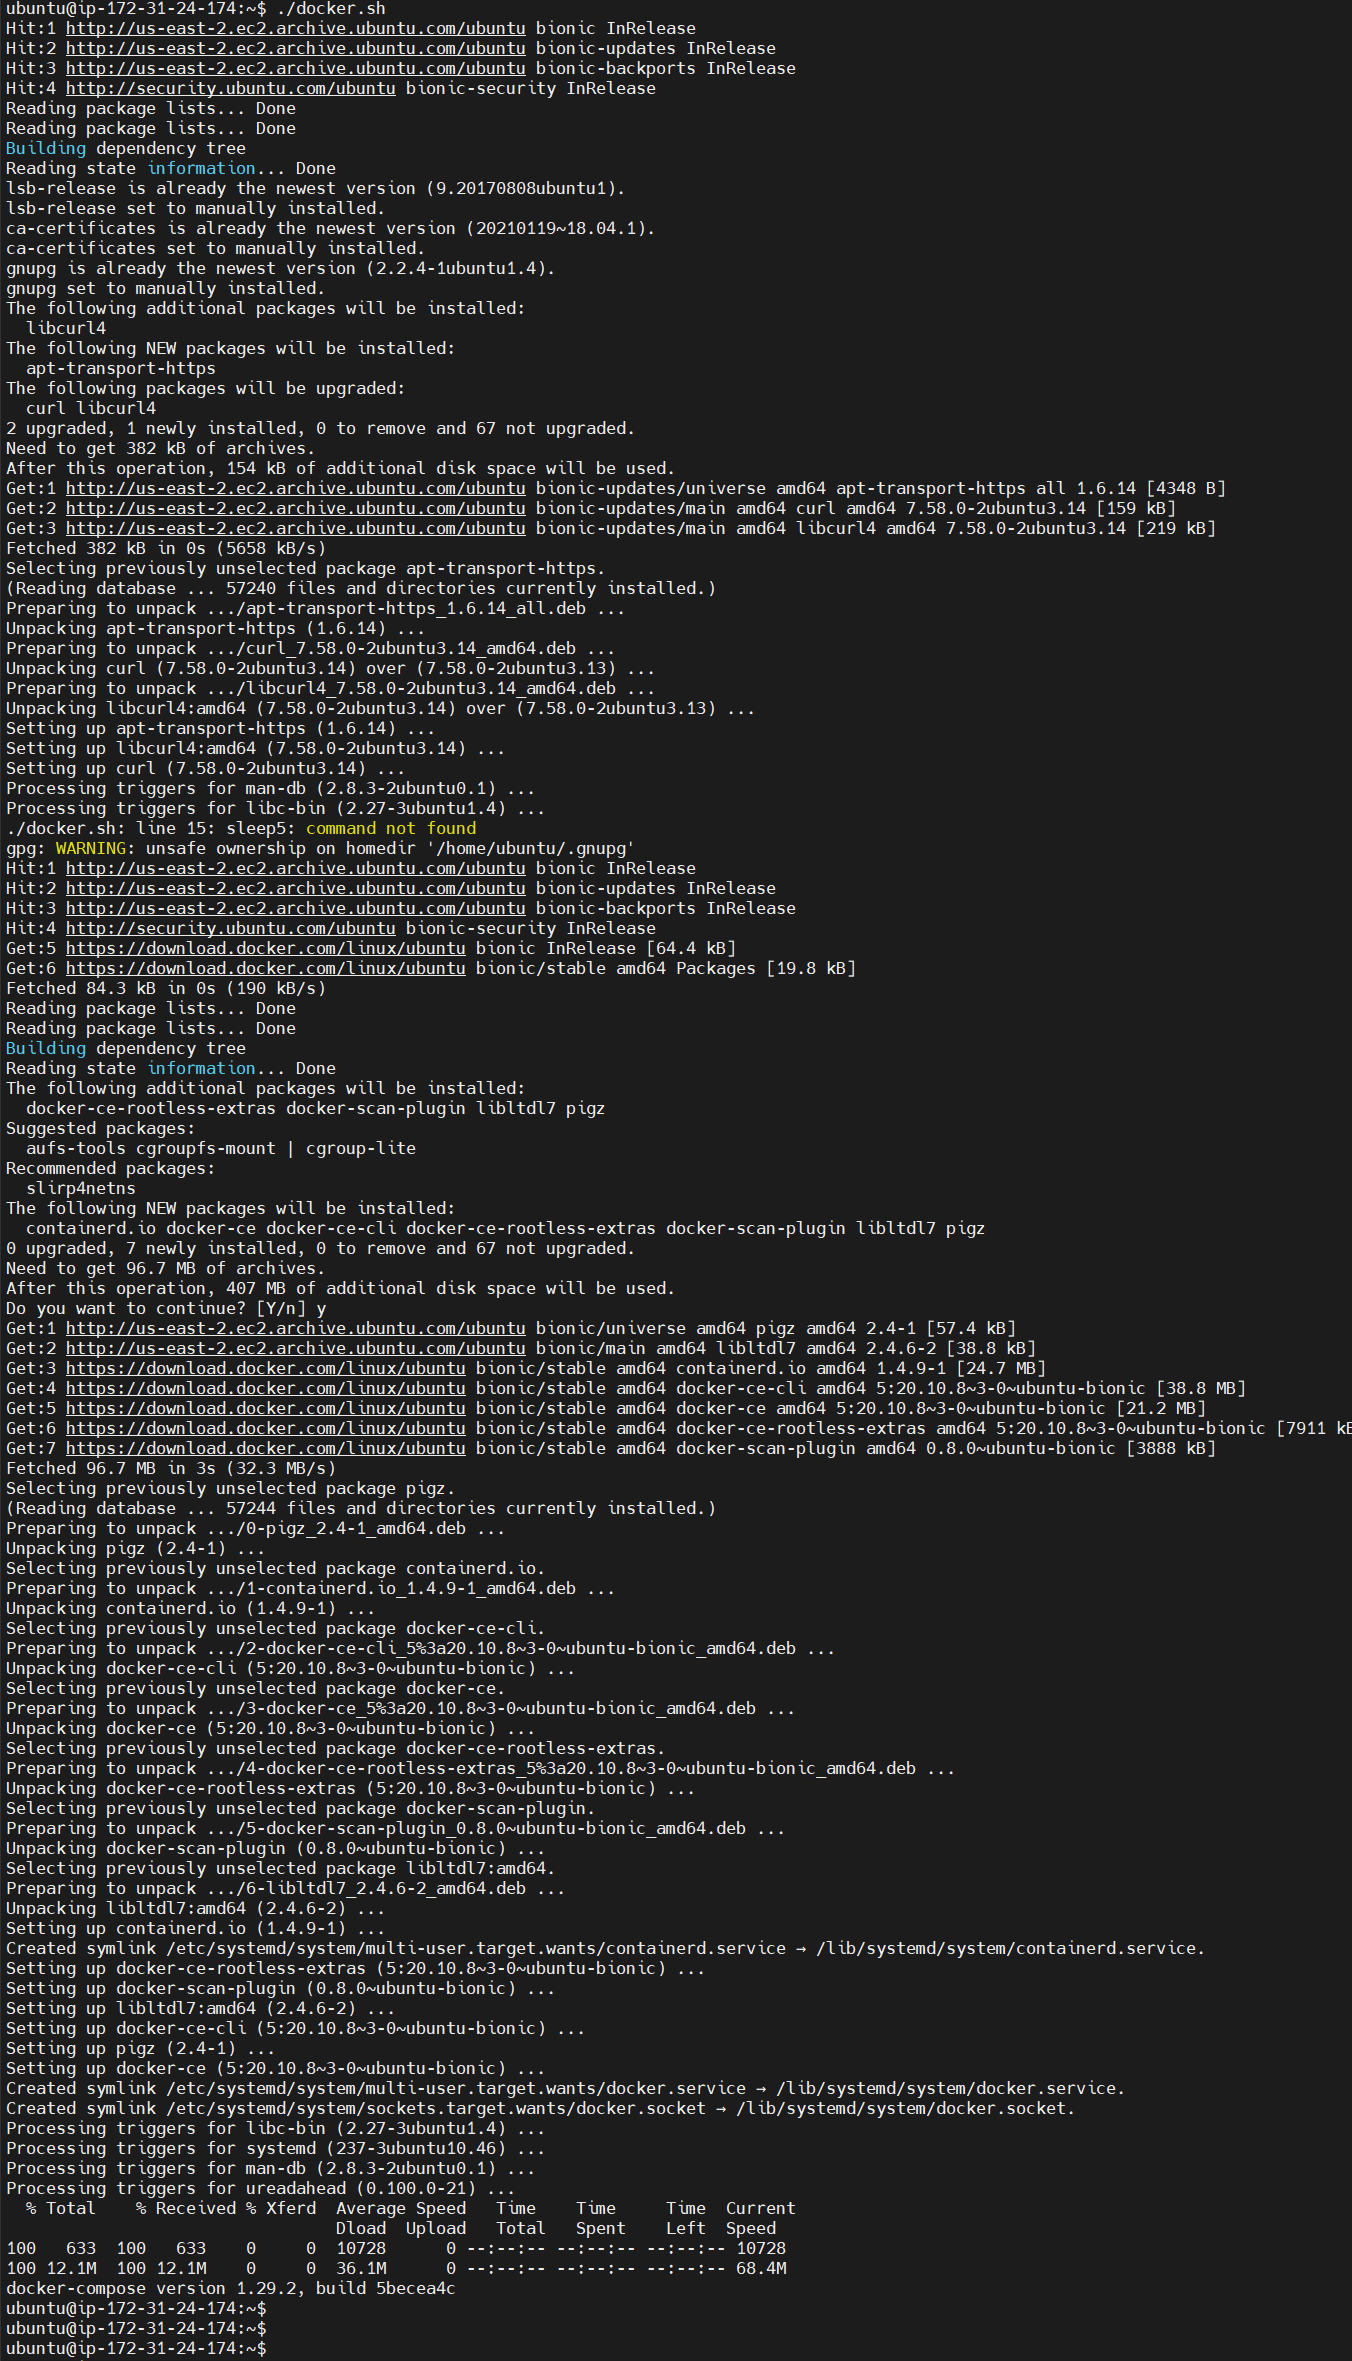 ubuntu@ip-172-31-24-174:~$ ./docker.sh
Hit:1 http://us-east-2.ec2.archive.ubuntu.com/ubuntu bionic InRelease
Hit:2 http://us-east-2.ec2.archive.ubuntu.com/ubuntu bionic-updates InRelease
Hit:3 http://us-east-2.ec2.archive.ubuntu.com/ubuntu bionic-backports InRelease
Hit:4 http://security.ubuntu.com/ubuntu bionic-security InRelease
Reading package lists... Done
Reading package lists... Done
Building dependency tree
Reading state information... Done
lsb-release is already the newest version (9.20170808ubuntu1).
lsb-release set to manually installed.
ca-certificates is already the newest version (20210119~18.04.1).
ca-certificates set to manually installed.
gnupg is already the newest version (2.2.4-1ubuntu1.4).
gnupg set to manually installed.
The following additional packages will be installed:
  libcurl4
The following NEW packages will be installed:
  apt-transport-https
The following packages will be upgraded:
  curl libcurl4
2 upgraded, 1 newly installed, 0 to remove and 67 not upgraded.
Need to get 382 kB of archives.
After this operation, 154 kB of additional disk space will be used.
Get:1 http://us-east-2.ec2.archive.ubuntu.com/ubuntu bionic-updates/universe amd64 apt-transport-https all 1.6.14 [4348 B]
Get:2 http://us-east-2.ec2.archive.ubuntu.com/ubuntu bionic-updates/main amd64 curl amd64 7.58.0-2ubuntu3.14 [159 kB]
Get:3 http://us-east-2.ec2.archive.ubuntu.com/ubuntu bionic-updates/main amd64 libcurl4 amd64 7.58.0-2ubuntu3.14 [219 kB]
Fetched 382 kB in 0s (5658 kB/s)
Selecting previously unselected package apt-transport-https.
(Reading database ... 57240 files and directories currently installed.)
Preparing to unpack .../apt-transport-https_1.6.14_all.deb ...
Unpacking apt-transport-https (1.6.14) ...
Preparing to unpack .../curl_7.58.0-2ubuntu3.14_amd64.deb ...
Unpacking curl (7.58.0-2ubuntu3.14) over (7.58.0-2ubuntu3.13) ...
Preparing to unpack .../libcurl4_7.58.0-2ubuntu3.14_amd64.deb ...
Unpacking libcurl4:amd64 (7.58.0-2ubuntu3.14) over (7.58.0-2ubuntu3.13) ...
Setting up apt-transport-https (1.6.14) ...
Setting up libcurl4:amd64 (7.58.0-2ubuntu3.14) ...
Setting up curl (7.58.0-2ubuntu3.14) ...
Processing triggers for man-db (2.8.3-2ubuntu0.1) ...
Processing triggers for libc-bin (2.27-3ubuntu1.4) ...
./docker.sh: line 15: sleep5: command not found
gpg: WARNING: unsafe ownership on homedir '/home/ubuntu/.gnupg'
Hit:1 http://us-east-2.ec2.archive.ubuntu.com/ubuntu bionic InRelease
Hit:2 http://us-east-2.ec2.archive.ubuntu.com/ubuntu bionic-updates InRelease
Hit:3 http://us-east-2.ec2.archive.ubuntu.com/ubuntu bionic-backports InRelease
Hit:4 http://security.ubuntu.com/ubuntu bionic-security InRelease
Get:5 https://download.docker.com/linux/ubuntu bionic InRelease [64.4 kB]
Get:6 https://download.docker.com/linux/ubuntu bionic/stable amd64 Packages [19.8 kB]
Fetched 84.3 kB in 0s (190 kB/s)
Reading package lists... Done
Reading package lists... Done
Building dependency tree
Reading state information... Done
The following additional packages will be installed:
  docker-ce-rootless-extras docker-scan-plugin libltdl7 pigz
Suggested packages:
  aufs-tools cgroupfs-mount | cgroup-lite
Recommended packages:
  slirp4netns
The following NEW packages will be installed:
  containerd.io docker-ce docker-ce-cli docker-ce-rootless-extras docker-scan-plugin libltdl7 pigz
0 upgraded, 7 newly installed, 0 to remove and 67 not upgraded.
Need to get 96.7 MB of archives.
After this operation, 407 MB of additional disk space will be used.
Do you want to continue? [Y/n] y
Get:1 http://us-east-2.ec2.archive.ubuntu.com/ubuntu bionic/universe amd64 pigz amd64 2.4-1 [57.4 kB]
Get:2 http://us-east-2.ec2.archive.ubuntu.com/ubuntu bionic/main amd64 libltdl7 amd64 2.4.6-2 [38.8 kB]
Get:3 https://download.docker.com/linux/ubuntu bionic/stable amd64 containerd.io amd64 1.4.9-1 [24.7 MB]
Get:4 https://download.docker.com/linux/ubuntu bionic/stable amd64 docker-ce-cli amd64 5:20.10.8~3-0~ubuntu-bionic [38.8 MB]
Get:5 https://download.docker.com/linux/ubuntu bionic/stable amd64 docker-ce amd64 5:20.10.8~3-0~ubuntu-bionic [21.2 MB]
Get:6 https://download.docker.com/linux/ubuntu bionic/stable amd64 docker-ce-rootless-extras amd64 5:20.10.8~3-0~ubuntu-bionic [7911 kB
Get:7 https://download.docker.com/linux/ubuntu bionic/stable amd64 docker-scan-plugin amd64 0.8.0~ubuntu-bionic [3888 kB]
Fetched 96.7 MB in 3s (32.3 MB/s)
Selecting previously unselected package pigz.
(Reading database ... 57244 files and directories currently installed.)
Preparing to unpack .../0-pigz_2.4-1_amd64.deb ...
Unpacking pigz (2.4-1) ...
Selecting previously unselected package containerd.io.
Preparing to unpack .../1-containerd.io_1.4.9-1_amd64.deb ...
Unpacking containerd.io (1.4.9-1) ...
Selecting previously unselected package docker-ce-cli.
Preparing to unpack .../2-docker-ce-cli_5%3a20.10.8~3-0~ubuntu-bionic_amd64.deb ...
Unpacking docker-ce-cli (5:20.10.8~3-0~ubuntu-bionic) ...
Selecting previously unselected package docker-ce.
Preparing to unpack .../3-docker-ce_5%3a20.10.8~3-0~ubuntu-bionic_amd64.deb ...
Unpacking docker-ce (5:20.10.8~3-0~ubuntu-bionic) ...
Selecting previously unselected package docker-ce-rootless-extras.
Preparing to unpack .../4-docker-ce-rootless-extras_5%3a20.10.8~3-0~ubuntu-bionic_amd64.deb ...
Unpacking docker-ce-rootless-extras (5:20.10.8~3-0~ubuntu-bionic) ...
Selecting previously unselected package docker-scan-plugin.
Preparing to unpack .../5-docker-scan-plugin_0.8.0~ubuntu-bionic_amd64.deb ...
Unpacking docker-scan-plugin (0.8.0~ubuntu-bionic) ...
Selecting previously unselected package libltdl7:amd64.
Preparing to unpack .../6-libltdl7_2.4.6-2_amd64.deb ...
Unpacking libltdl7:amd64 (2.4.6-2) ...
Setting up containerd.io (1.4.9-1) ...
Created symlink /etc/systemd/system/multi-user.target.wants/containerd.service → /lib/systemd/system/containerd.service.
Setting up docker-ce-rootless-extras (5:20.10.8~3-0~ubuntu-bionic) ...
Setting up docker-scan-plugin (0.8.0~ubuntu-bionic) ...
Setting up libltdl7:amd64 (2.4.6-2) ...
Setting up docker-ce-cli (5:20.10.8~3-0~ubuntu-bionic) ...
Setting up pigz (2.4-1) ...
Setting up docker-ce (5:20.10.8~3-0~ubuntu-bionic) ...
Created symlink /etc/systemd/system/multi-user.target.wants/docker.service → /lib/systemd/system/docker.service.
Created symlink /etc/systemd/system/sockets.target.wants/docker.socket → /lib/systemd/system/docker.socket.
Processing triggers for libc-bin (2.27-3ubuntu1.4) ...
Processing triggers for systemd (237-3ubuntu10.46) ...
Processing triggers for man-db (2.8.3-2ubuntu0.1) ...
Processing triggers for ureadahead (0.100.0-21) ...
  % Total    % Received % Xferd  Average Speed   Time    Time     Time  Current
                                 Dload  Upload   Total   Spent    Left  Speed
100   633  100   633    0     0  10728      0 --:--:-- --:--:-- --:--:-- 10728
100 12.1M  100 12.1M    0     0  36.1M      0 --:--:-- --:--:-- --:--:-- 68.4M
docker-compose version 1.29.2, build 5becea4c
ubuntu@ip-172-31-24-174:~$
ubuntu@ip-172-31-24-174:~$
ubuntu@ip-172-31-24-174:~$